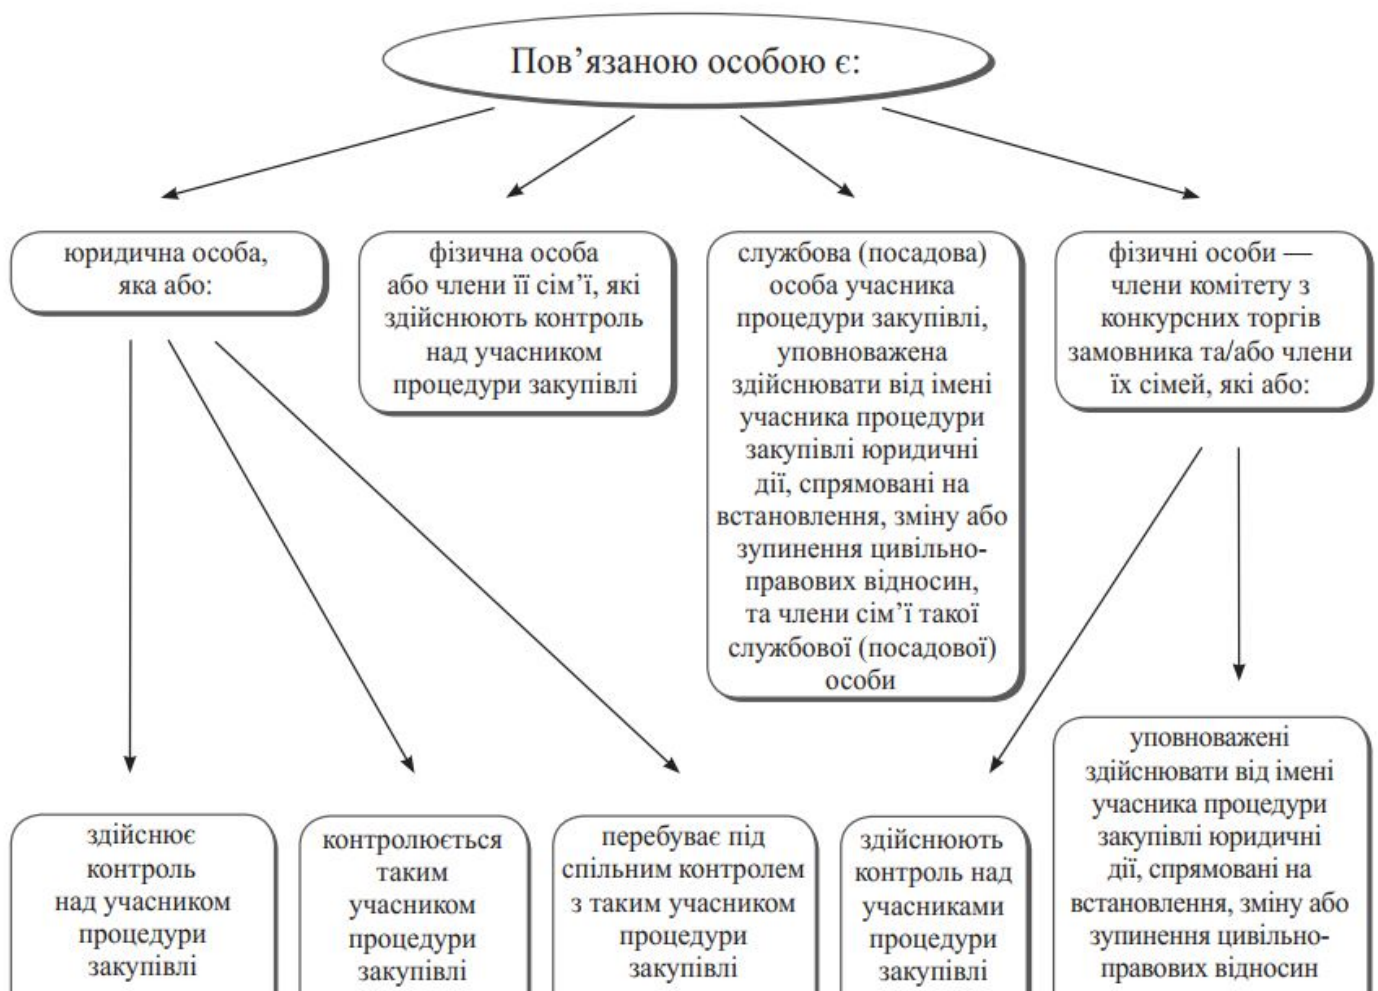 Пов’язаною особою є:
юридична особа,
яка або:
фізична особа
або члени її сім’ї, які
здійснюють контроль
над учасником
процедури закупівлі
службова (посадова)
особа учасника
процедури закупівлі,
уповноважена
здійснювати від імені
учасника процедури
закупівлі юридичні
дії, спрямовані на
встановлення, зміну або
зупинення цивільно-
правових відносин,
та члени сім’ї такої
службової (посадової)
особи
фізичні особи —
члени комітету з
конкурсних торгів
замовника та/або члени
їх сімей, які або:
здійснює
контроль
над учасником
процедури
закупівлі
контролюється
таким
учасником
процедури
закупівлі
перебуває під
спільним контролем
з таким учасником
процедури
закупівлі
здійснюють
контроль над
учасниками
процедури
закупівлі
уповноважені
здійснювати від імені
учасника процедури
закупівлі юридичні
дії, спрямовані на
встановлення, зміну або
зупинення цивільно-
правових відносин